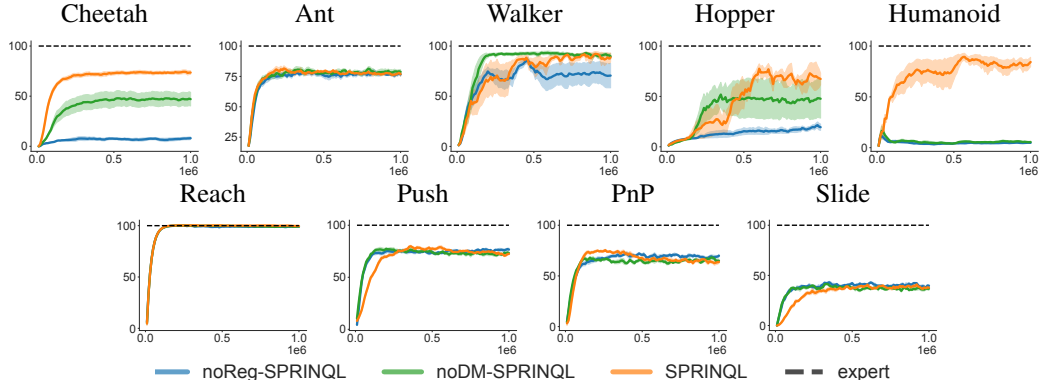 Cheetah Ant Walker Hopper Humanoid
100 100 100 100 100
75
50 50 50 50 50
25
0 0 0 0
0.0 0.5 1.0 0.0 0.5 1.0 0.0 0.5 1.0 0.0 0.5 1.0 0.0 0.5 1.0
1e6 1e6 1e6 1e6 1e6
Reach Push PnP Slide
100 100 100 100
50 50 50 50
0 0 0 0
0.0 0.5 1.0 0.0 0.5 1.0 0.0 0.5 1.0 0.0 0.5 1.0
1e6 1e6 1e6 1e6
noReg-SPRINQL noDM-SPRINQL SPRINQL expert